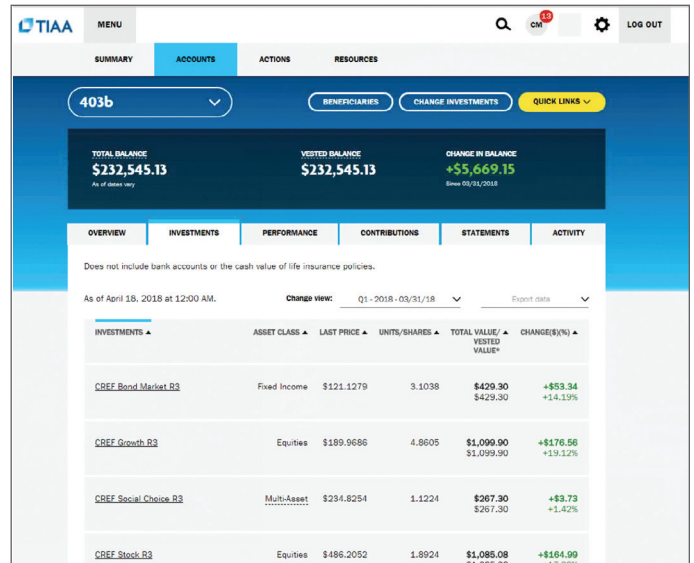 TIAA
MENU
CM
13
LOG OUT
SUMMARY ACCOUNTS ACTIONS RESOURCES
403b
BENEFICIARIES
CHANGE INVESTMENTS
QUICK LINKS
TOTAL BALANCE
$232,545.13
As of dates vary
VESTED BALANCE
$232,545.13
CHANGE IN BALANCE
+$5,669.15
Since 03/31/2018
OVERVIEW INVESTMENTS PERFORMANCE CONTRIBUTIONS STATEMENTS ACTIVITY
Does not include bank accounts or the cash value of life insurance policies.
As of April 18, 2018 at 12:00 AM.
Change view: Q1 - 2018 - 03/31/18
Export data
INVESTMENTS ▲ ASSET CLASS ▲ LAST PRICE ▲ UNITS/SHARES ▲ TOTAL VALUE/ ▲ CHANGE($)(%) ▲
VESTED
VALUE*
CREF Bond Market R3 Fixed Income $121.1279 3.1038 $429.30 +$53.34
$429.30 +14.19%
CREF Growth R3 Equities $189.9686 4.8605 $1,099.90 +$176.56
$1,099.90 +19.12%
CREF Social Choice R3 Multi-Asset $234.8254 1.1224 $267.30 +$3.73
$267.30 +1.42%
CREF Stock R3 Equities $486.2052 1.8924 $1,085.08 +$164.99